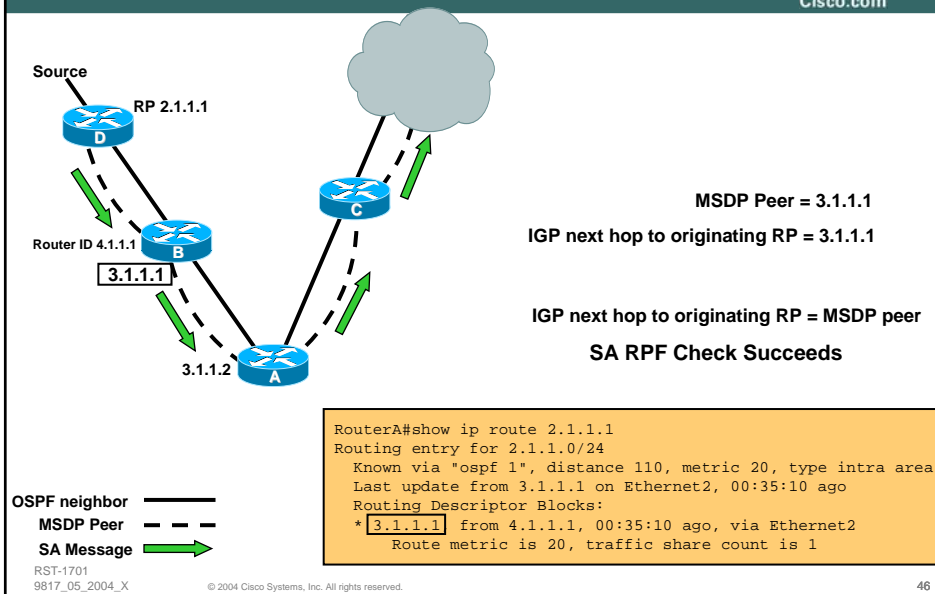 Cisco.com
Source
RP 2.1.1.1
D
Router ID 4.1.1.1
B
3.1.1.1
3.1.1.2
A
C
MSDP Peer = 3.1.1.1
IGP next hop to originating RP = 3.1.1.1
IGP next hop to originating RP = MSDP peer
SA RPF Check Succeeds
RouterA#show ip route 2.1.1.1
Routing entry for 2.1.1.0/24
Known via "ospf 1", distance 110, metric 20, type intra area
Last update from 3.1.1.1 on Ethernet2, 00:35:10 ago
Routing Descriptor Blocks:
* 3.1.1.1 from 4.1.1.1, 00:35:10 ago, via Ethernet2
Route metric is 20, traffic share count is 1
OSPF neighbor
MSDP Peer
SA Message
RST-1701
9817_05_2004_X
© 2004 Cisco Systems, Inc. All rights reserved.
46